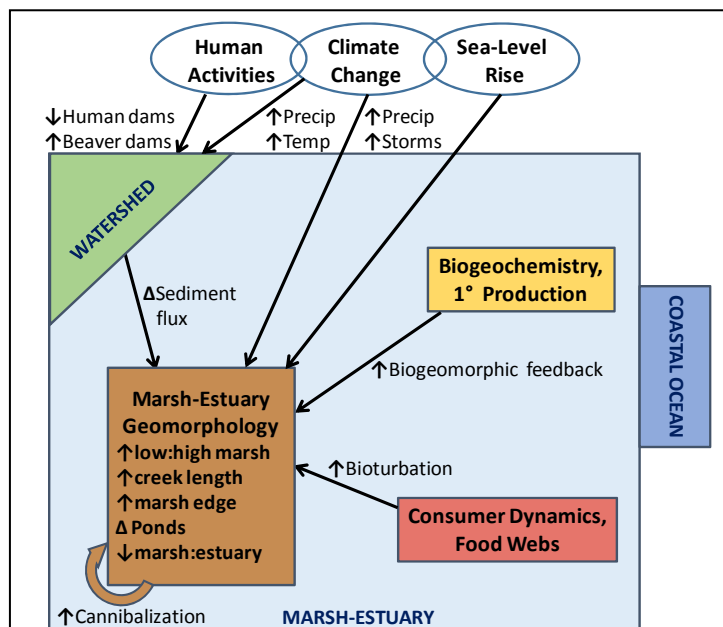 Human
Activities
Climate
Change
Sea-Level
Rise
↓Human dams
↑Beaver dams
↑Precip
↑Temp
↑Precip
↑Storms
WATERSHED
ΔSediment
flux
Biogeochemistry,
1° Production
COASTAL OCEAN
↑Biogeomorphic feedback
Marsh-Estuary
Geomorphology
↑low:high marsh
↑creek length
↑marsh edge
Δ Ponds
↓marsh:estuary
↑Bioturbation
Consumer Dynamics,
Food Webs
↑Cannibalization
MARSH-ESTUARY